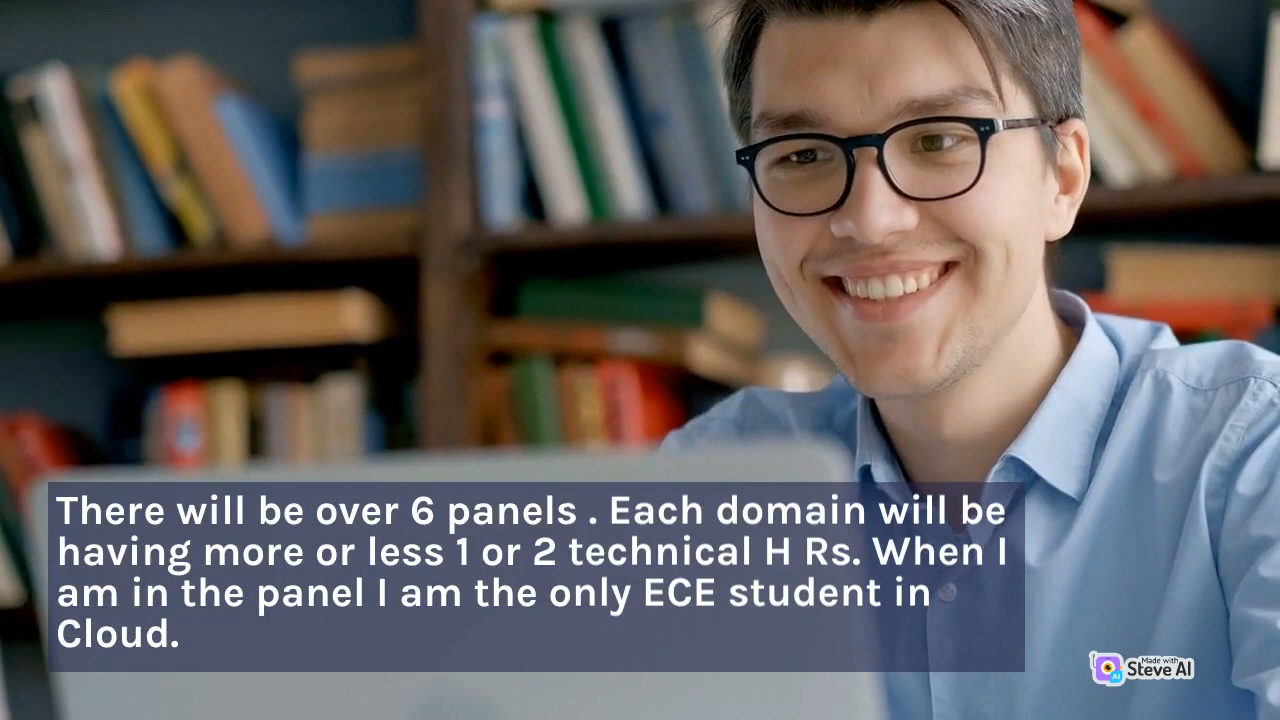 There will be over 6 panels . Each domain will be
having more or less 1 or 2 technical H Rs. When I
am in the panel I am the only ECE student in
Cloud.
Made with
Steve AI
AI